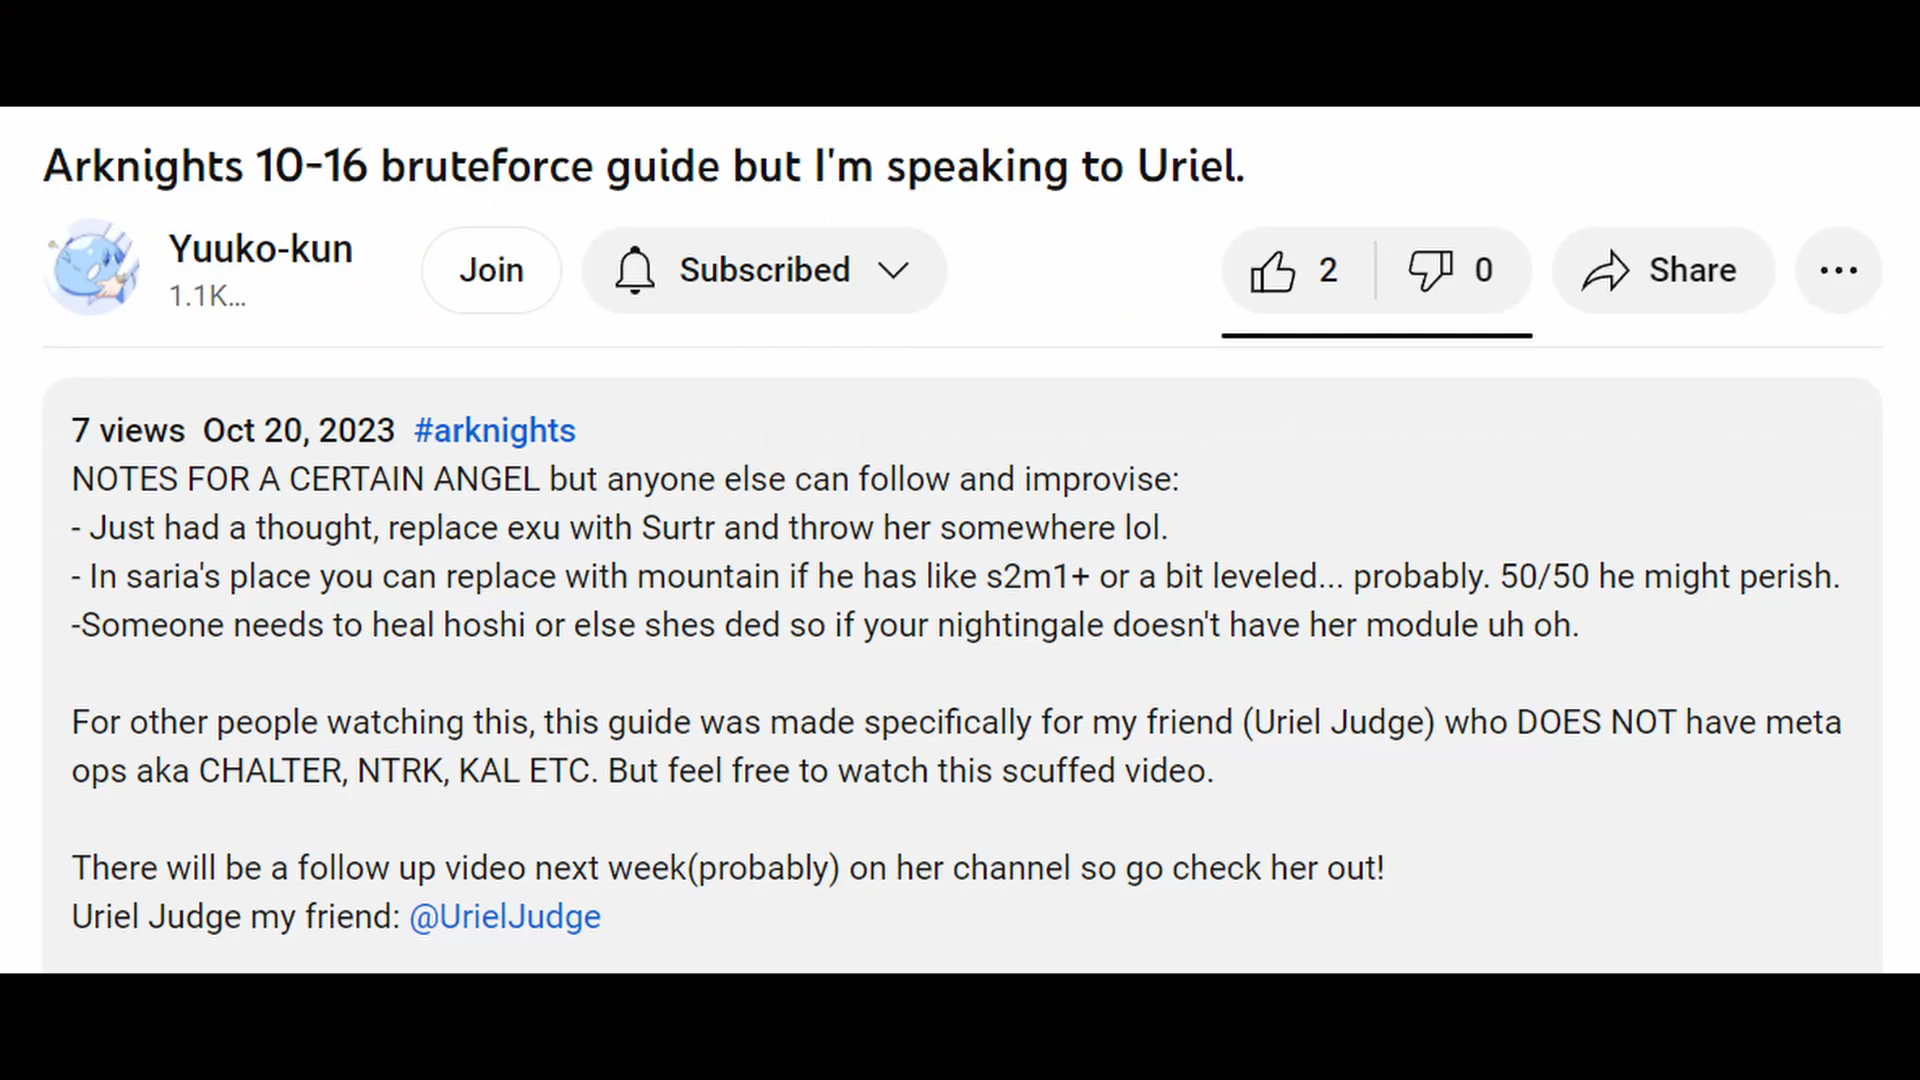 Arknights 10-16 bruteforce guide but I'm speaking to Uriel.
Yuuko-kun
1.1K...
Join
Subscribed
2
0
Share
7 views Oct 20, 2023 #arknights
NOTES FOR A CERTAIN ANGEL but anyone else can follow and improvise:
- Just had a thought, replace exu with Surtr and throw her somewhere lol.
- In saria's place you can replace with mountain if he has like s2m1+ or a bit leveled... probably. 50/50 he might perish.
-Someone needs to heal hoshi or else shes ded so if your nightingale doesn't have her module uh oh.
For other people watching this, this guide was made specifically for my friend (Uriel Judge) who DOES NOT have meta
ops aka CHALTER, NTRK, KAL ETC. But feel free to watch this scuffed video.
There will be a follow up video next week(probably) on her channel so go check her out!
Uriel Judge my friend: @UrielJudge